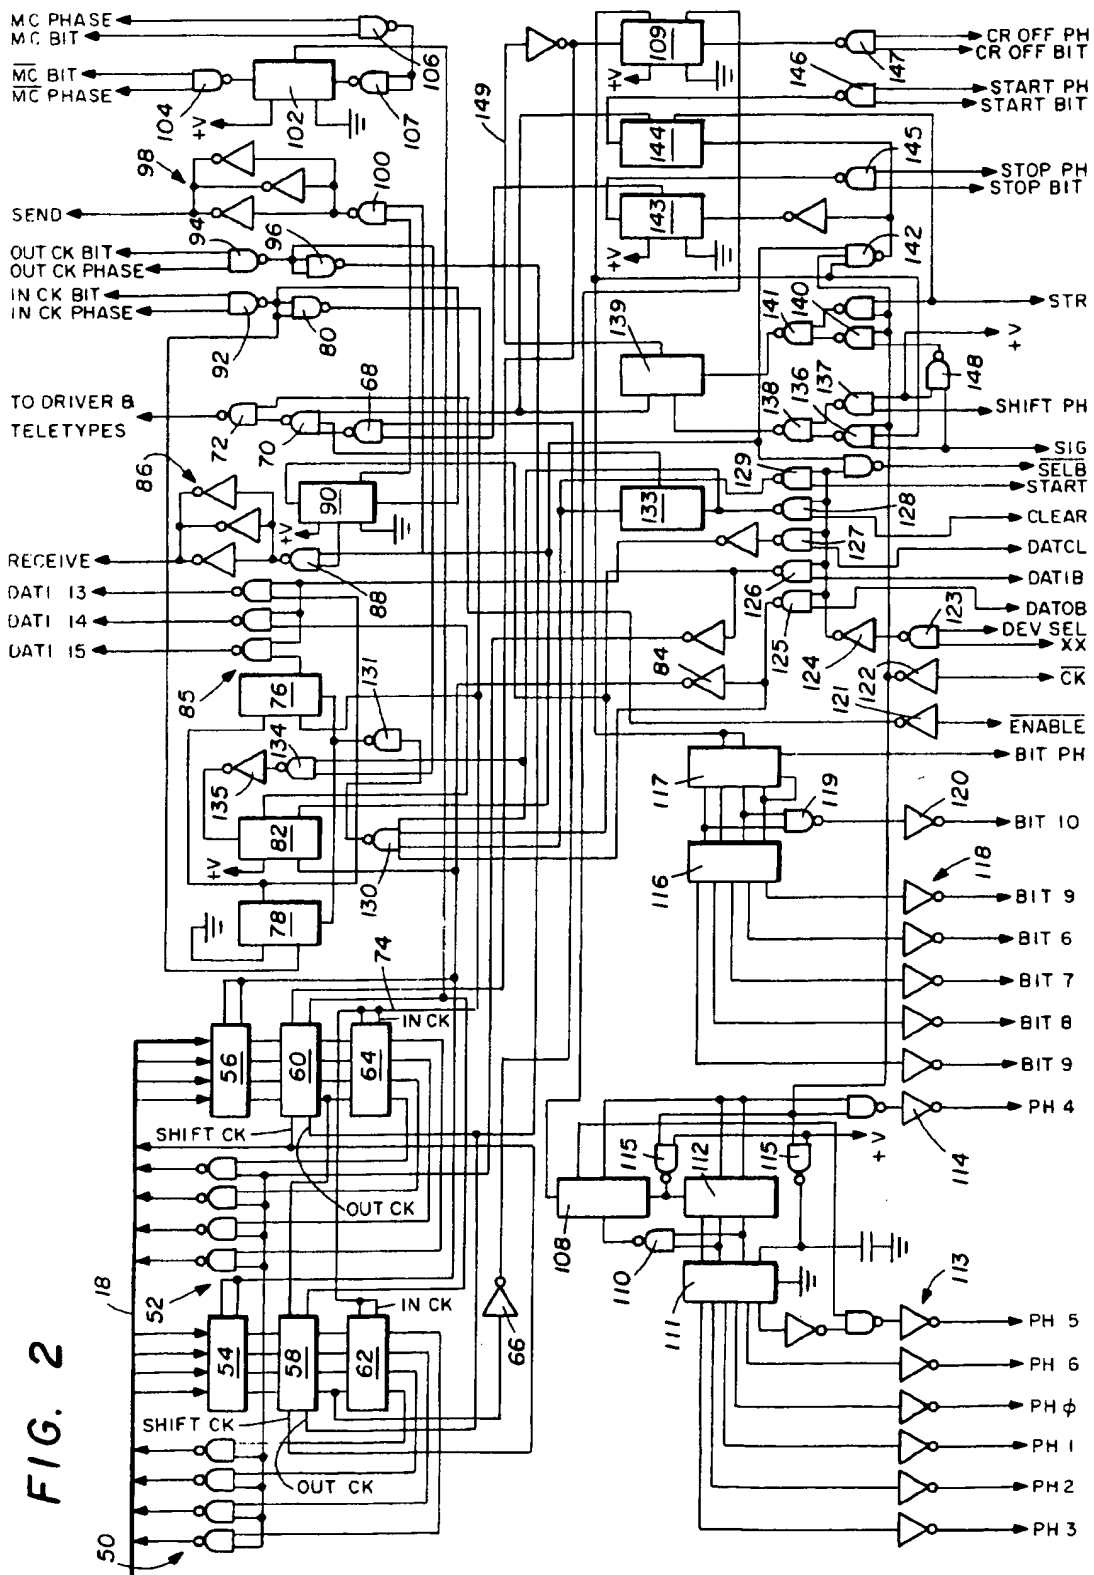 MC PHASE
MC BIT
MC BIT
MC PHASE
104
+V
102
107
106
98
SEND
100
OUT CK BIT
OUT CK PHASE
94
96
IN CK BIT
IN CK PHASE
92
80
TO DRIVER &
TELETYPES
72
70
68
86
90
+V
RECEIVE
88
DATI 13
DATI 14
DATI 15
85
76
131
134
135
82
+V
130
78
74
56
60
64
IN CK
SHIFT CK
OUT CK
18
52
54
58
62
IN CK
66
SHIFT CK
OUT CK
50
FIG. 2
149
109
+V
147
CR OFF PH
CR OFF BIT
146
START PH
START BIT
144
145
STOP PH
STOP BIT
143
+V
142
139
141
140
STR
+V
148
138
136
137
SHIFT PH
SIG
SELB
129
START
133
128
CLEAR
127
DATCL
126
DATIB
125
DATOB
84
124
123
DEV SEL
XX
122
CK
121
ENABLE
117
BIT PH
119
120
BIT 10
116
118
BIT 9
BIT 6
BIT 7
BIT 8
BIT 9
PH 4
114
115
112
115
+V
108
110
111
113
PH 5
PH 6
PH ϕ
PH 1
PH 2
PH 3